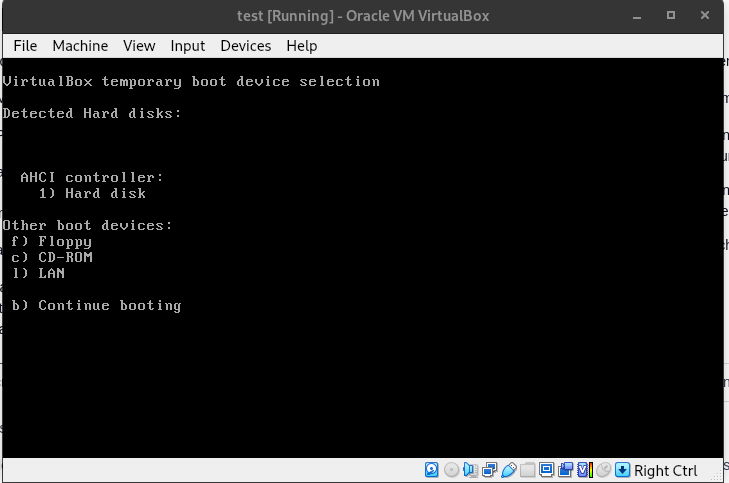 test [Running] - Oracle VM VirtualBox
File Machine View Input Devices Help
VirtualBox temporary boot device selection
Detected Hard disks:
AHCI controller:
1) Hard disk
Other boot devices:
f) Floppy
c) CD-ROM
l) LAN
b) Continue booting
Right Ctrl